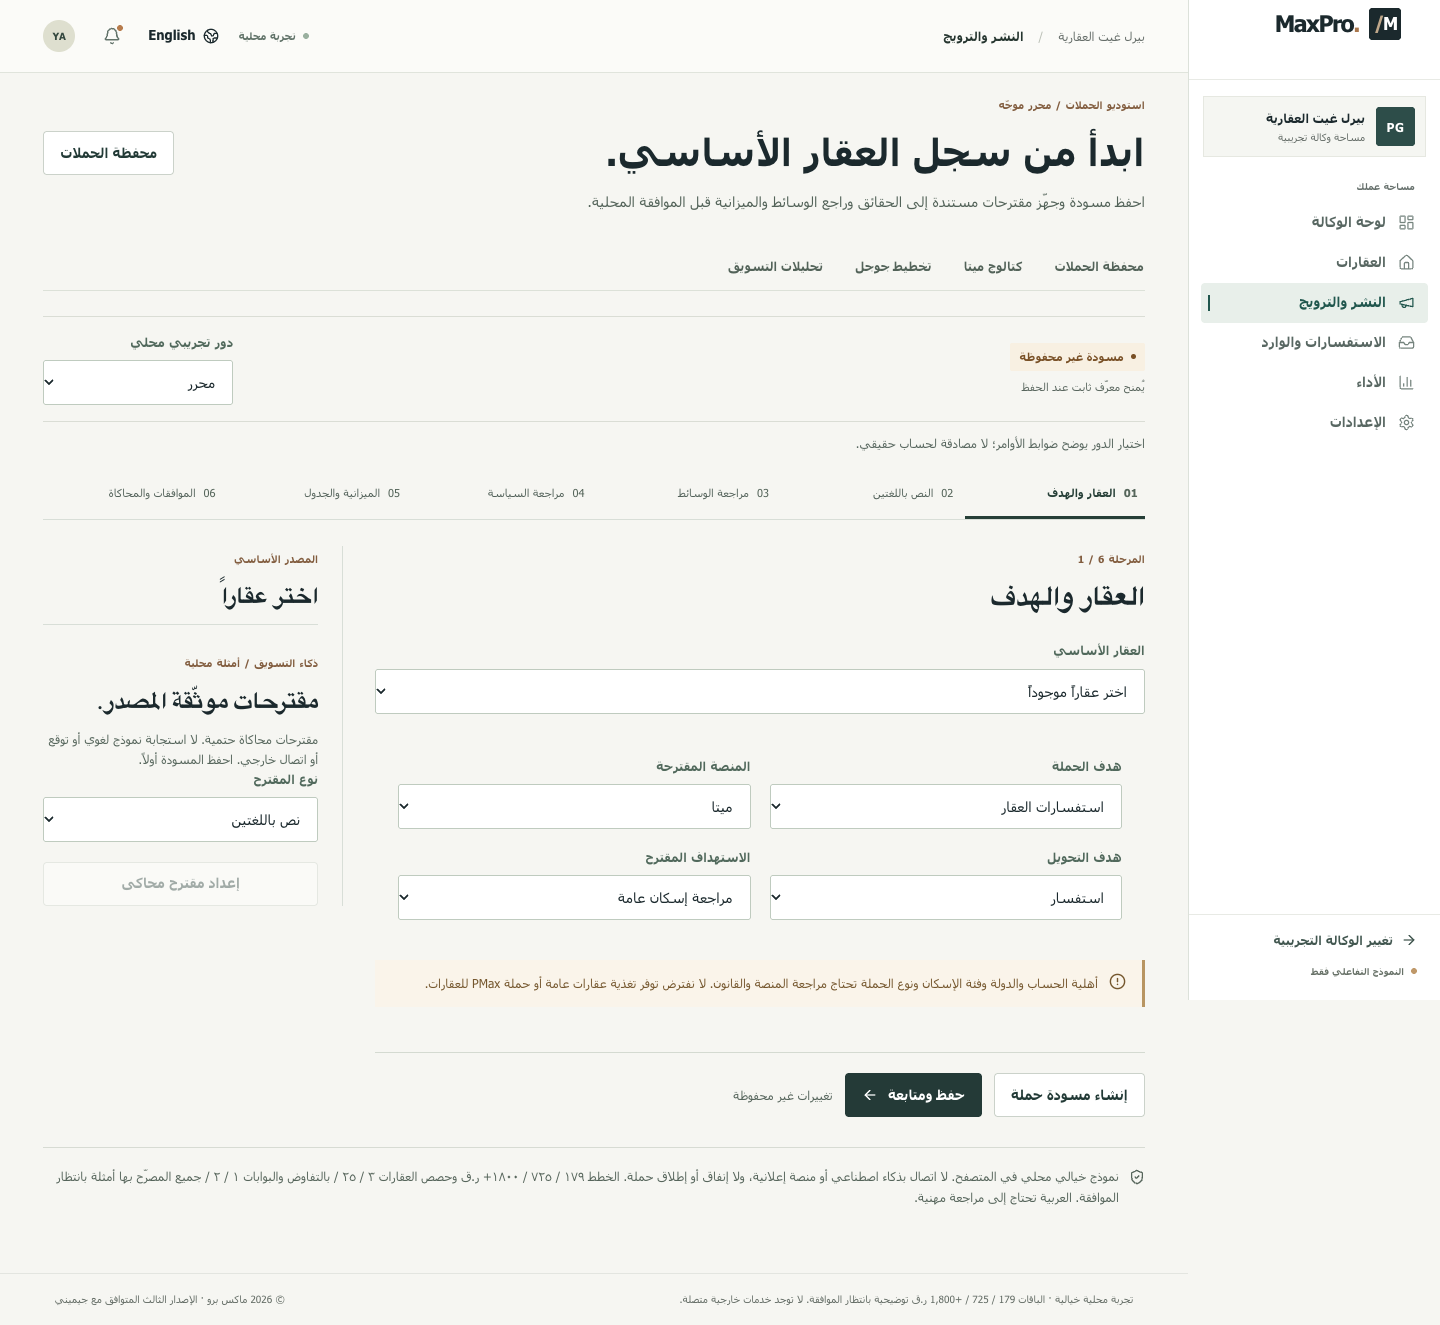 MaxPro.
/M
بيرل غيت العقارية / النشر والترويج
تجربة محلية
English
YA
PG
بيرل غيت العقارية
مساحة وكالة تجريبية
مساحة عملك
لوحة الوكالة
العقارات
النشر والترويج
الاستفسارات والوارد
الأداء
الإعدادات
تغيير الوكالة التجريبية
النموذج التفاعلي فقط
استوديو الحملات / محرر موجّه
ابدأ من سجل العقار الأساسي.
احفظ مسودة وجهّز مقترحات مستندة إلى الحقائق وراجع الوسائط والميزانية قبل الموافقة المحلية.
محفظة الحملات
محفظة الحملات
كتالوج ميتا
تخطيط جوجل
تحليلات التسويق
مسودة غير محفوظة
يُمنح معرّف ثابت عند الحفظ
دور تجريبي محلي
محرر
اختيار الدور يوضح ضوابط الأوامر؛ لا مصادقة لحساب حقيقي.
01 العقار والهدف
02 النص باللغتين
03 مراجعة الوسائط
04 مراجعة السياسة
05 الميزانية والجدول
06 الموافقات والمحاكاة
المرحلة 6 / 1
العقار والهدف
العقار الأساسي
اختر عقاراً موجوداً
هدف الحملة
استفسارات العقار
المنصة المقترحة
ميتا
هدف التحويل
استفسار
الاستهداف المقترح
مراجعة إسكان عامة
أهلية الحساب والدولة وفئة الإسكان ونوع الحملة تحتاج مراجعة المنصة والقانون. لا نفترض توفر تغذية عقارات عامة أو حملة PMax للعقارات.
إنشاء مسودة حملة
حفظ ومتابعة
تغييرات غير محفوظة
المصدر الأساسي
اختر عقاراً
ذكاء التسويق / أمثلة محلية
مقترحات موثّقة المصدر.
مقترحات محاكاة حتمية. لا استجابة نموذج لغوي أو توقع
أو اتصال خارجي. احفظ المسودة أولاً.
نوع المقترح
نص باللغتين
إعداد مقترح محاكى
نموذج خيالي محلي في المتصفح. لا اتصال بذكاء اصطناعي أو منصة إعلانية، ولا إنفاق أو إطلاق حملة. الخطط ١٧٩ / ٧٢٥ / ١٨٠٠+ ر.ق وحصص العقارات ٣ / ٢٥ / بالتفاوض والبوابات ١ / ٢ / جميع المصرّح بها أمثلة بانتظار
الموافقة. العربية تحتاج إلى مراجعة مهنية.
تجربة محلية خيالية · الباقات 179 / 725 / +1,800 ر.ق توضيحية بانتظار الموافقة. لا توجد خدمات خارجية متصلة.
© 2026 ماكس برو · الإصدار الثالث المتوافق مع جيميني